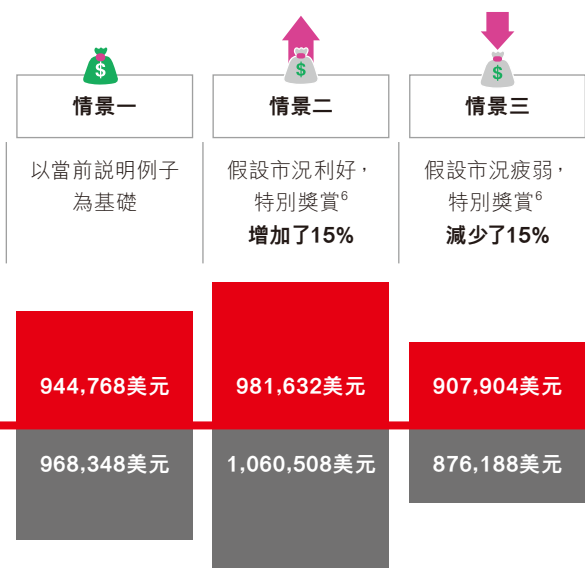 $
情景一
以當前説明例子
為基礎
944,768美元
968,348美元
$
情景二
假設市況利好，
特別獎賞6
增加了15%
981,632美元
1,060,508美元
$
情景三
假設市況疲弱，
特別獎賞6
減少了15%
907,904美元
876,188美元